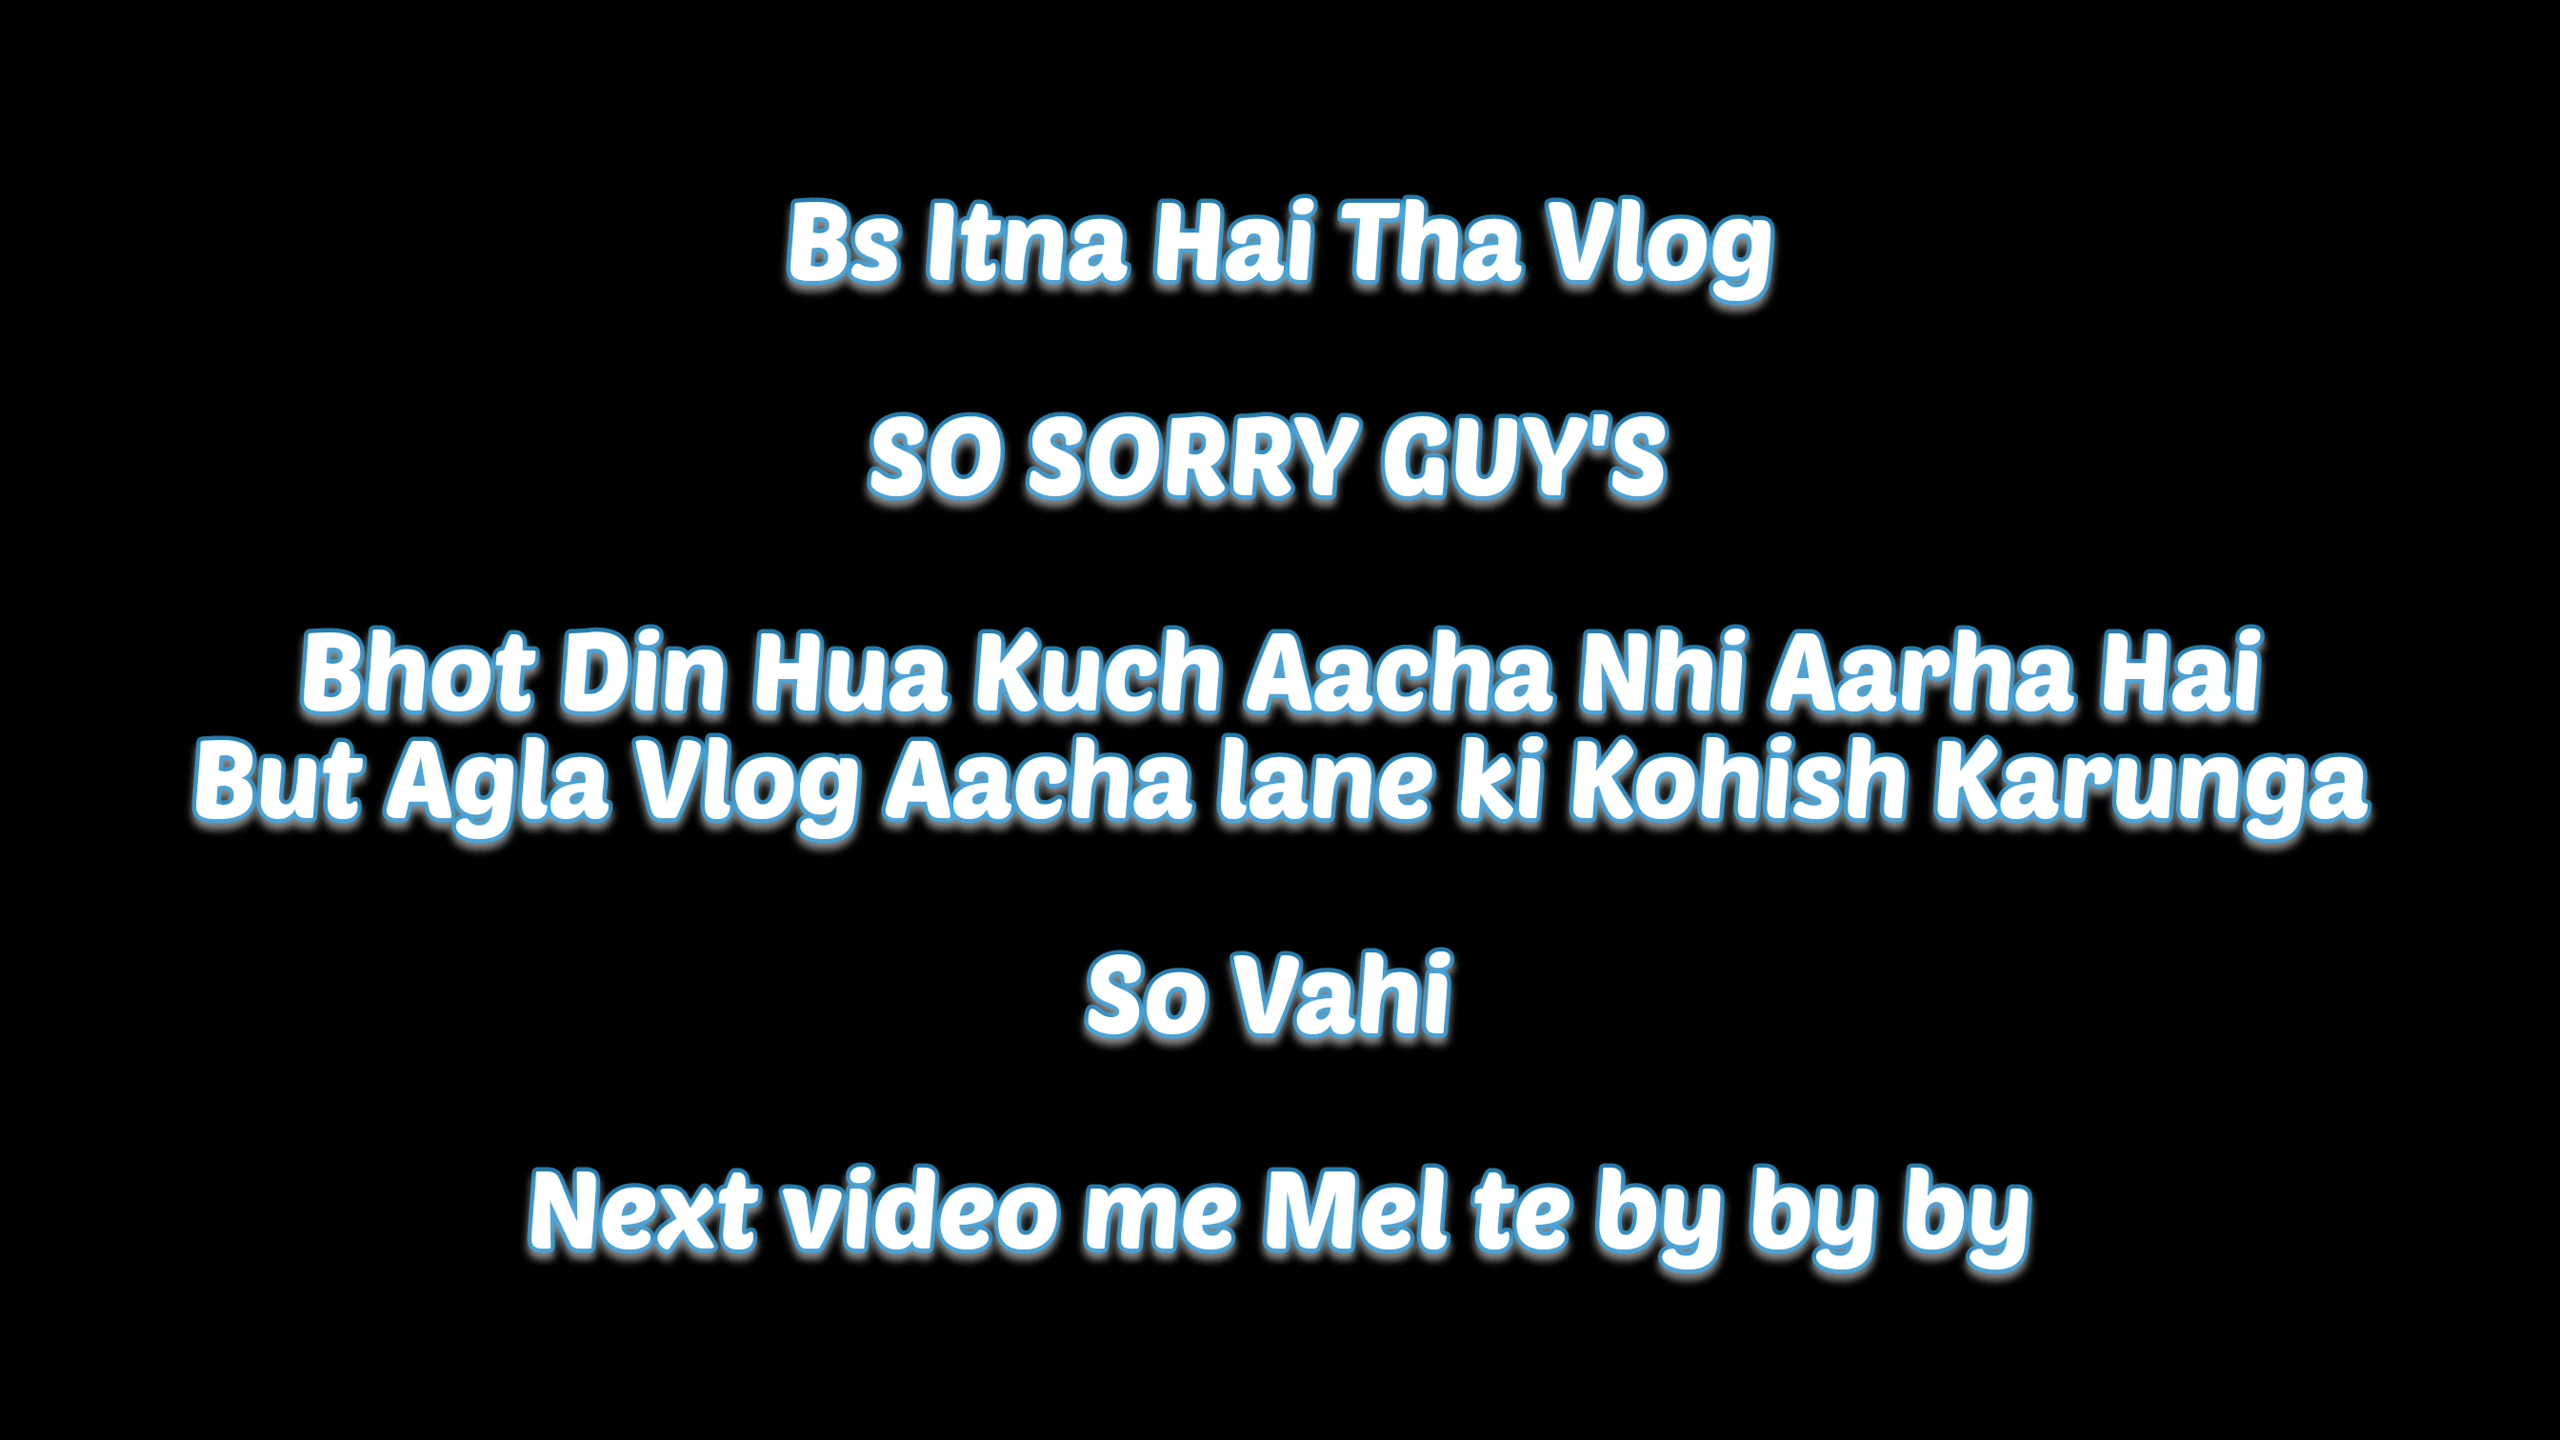 Bs Itna Hai Tha Vlog
SO SORRY GUY'S
Bhot Din Hua Kuch Aacha Nhi Aarha Hai
But Agla Vlog Aacha lane ki Kohish Karunga
So Vahi
Next video me Mel te by by by